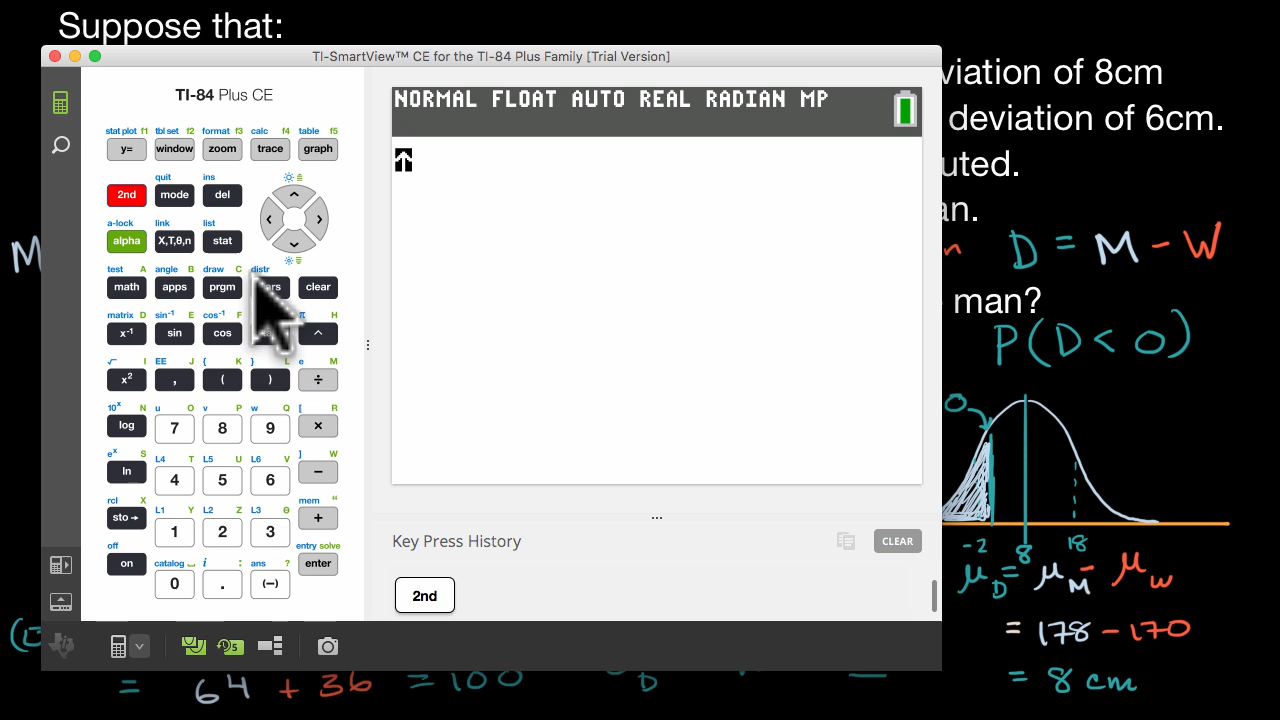 Suppose that:
TI-SmartView™ CE for the TI-84 Plus Family [Trial Version]
viation of 8cm
deviation of 6cm.
uted.
an.
n D = M - W
man?
P(D < 0)
TI-84 Plus CE
NORMAL FLOAT AUTO REAL RADIAN MP
stat plot f1 tbl set f2 format f3 calc f4 table f5
y= window zoom trace graph
quit ins
2nd mode del
a-lock link list
alpha X,T,θ,n stat
test A angle B draw C distr
math apps prgm clear
matrix D sin⁻¹ E cos⁻¹ F π H
x⁻¹ sin cos ^
√ I EE J { K } L e M
x² , ( ) ÷
10ˣ N u O v P w Q [ R
log 7 8 9 ×
eˣ S L4 T L5 U L6 V ] W
ln 4 5 6 −
rcl X L1 Y L2 Z L3 θ mem "
sto→ 1 2 3 +
off catalog i : ans ? entry solve
on 0 . (−) enter
Key Press History
CLEAR
2nd
M
0
-2 8 18
μD = μM - μW
= 178 - 170
= 8 cm
= 64 + 36 = 100
D